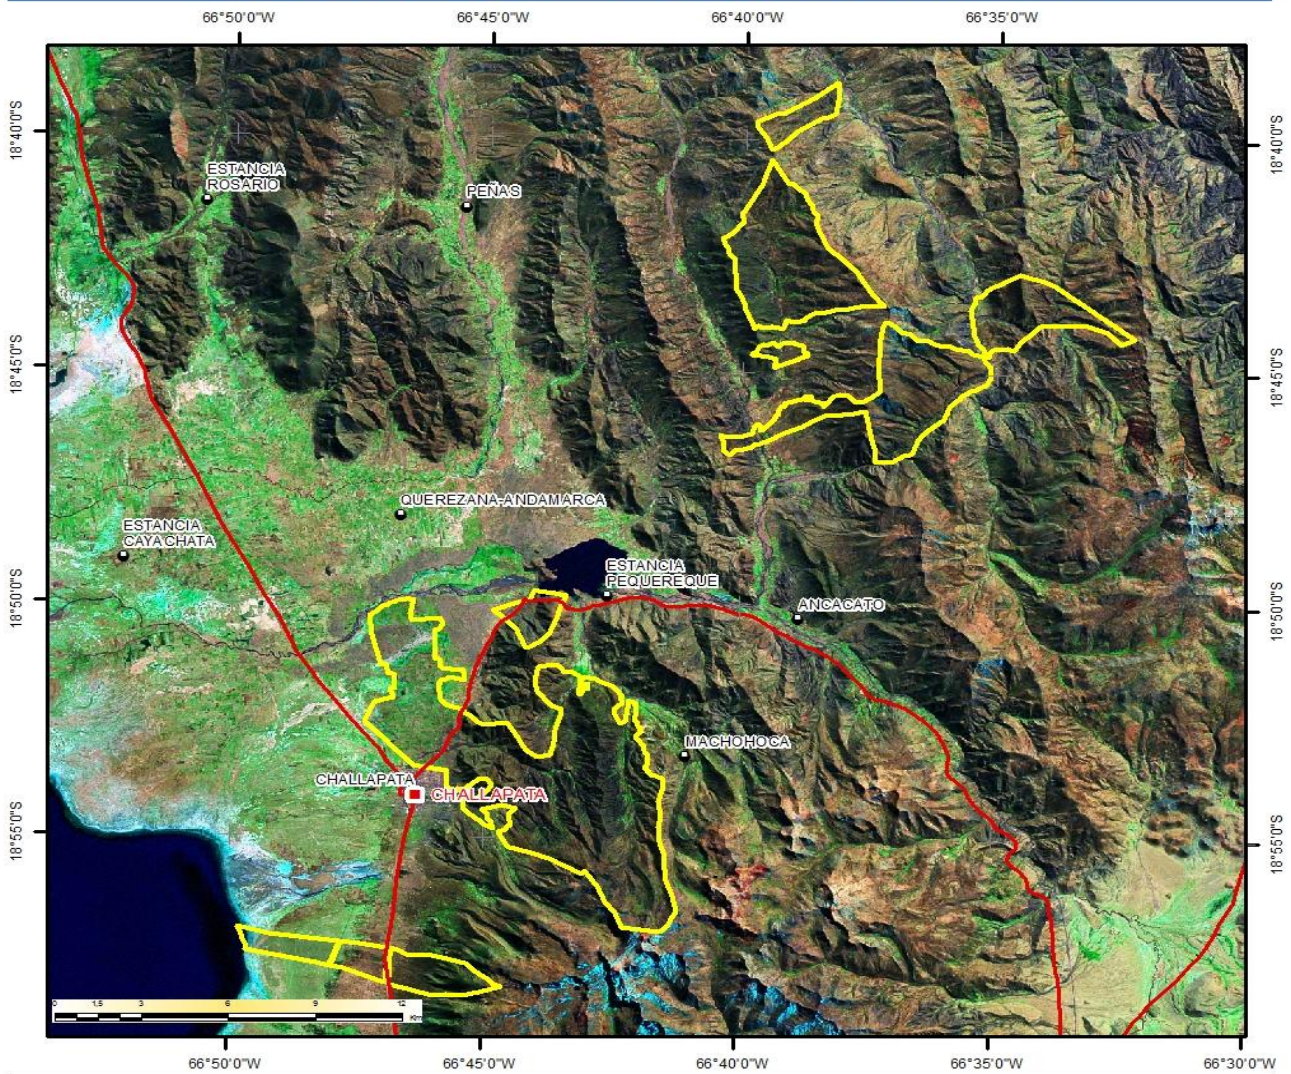 66°50'0"W 66°45'0"W 66°40'0"W 66°35'0"W
18°40'0"S
18°40'0"S
ESTANCIA
ROSARIO
PEÑAS
18°45'0"S
18°45'0"S
QUEREZANA-ANDAMARCA
ESTANCIA
CAYACHATA
ESTANCIA
PEQUEREQUE
ANCACATO
18°50'0"S
18°50'0"S
MACHOHOCA
CHALLAPATA
CHALLAPATA
18°55'0"S
18°55'0"S
0 1,5 3 6 9 12
Km
66°50'0"W 66°45'0"W 66°40'0"W 66°35'0"W 66°30'0"W